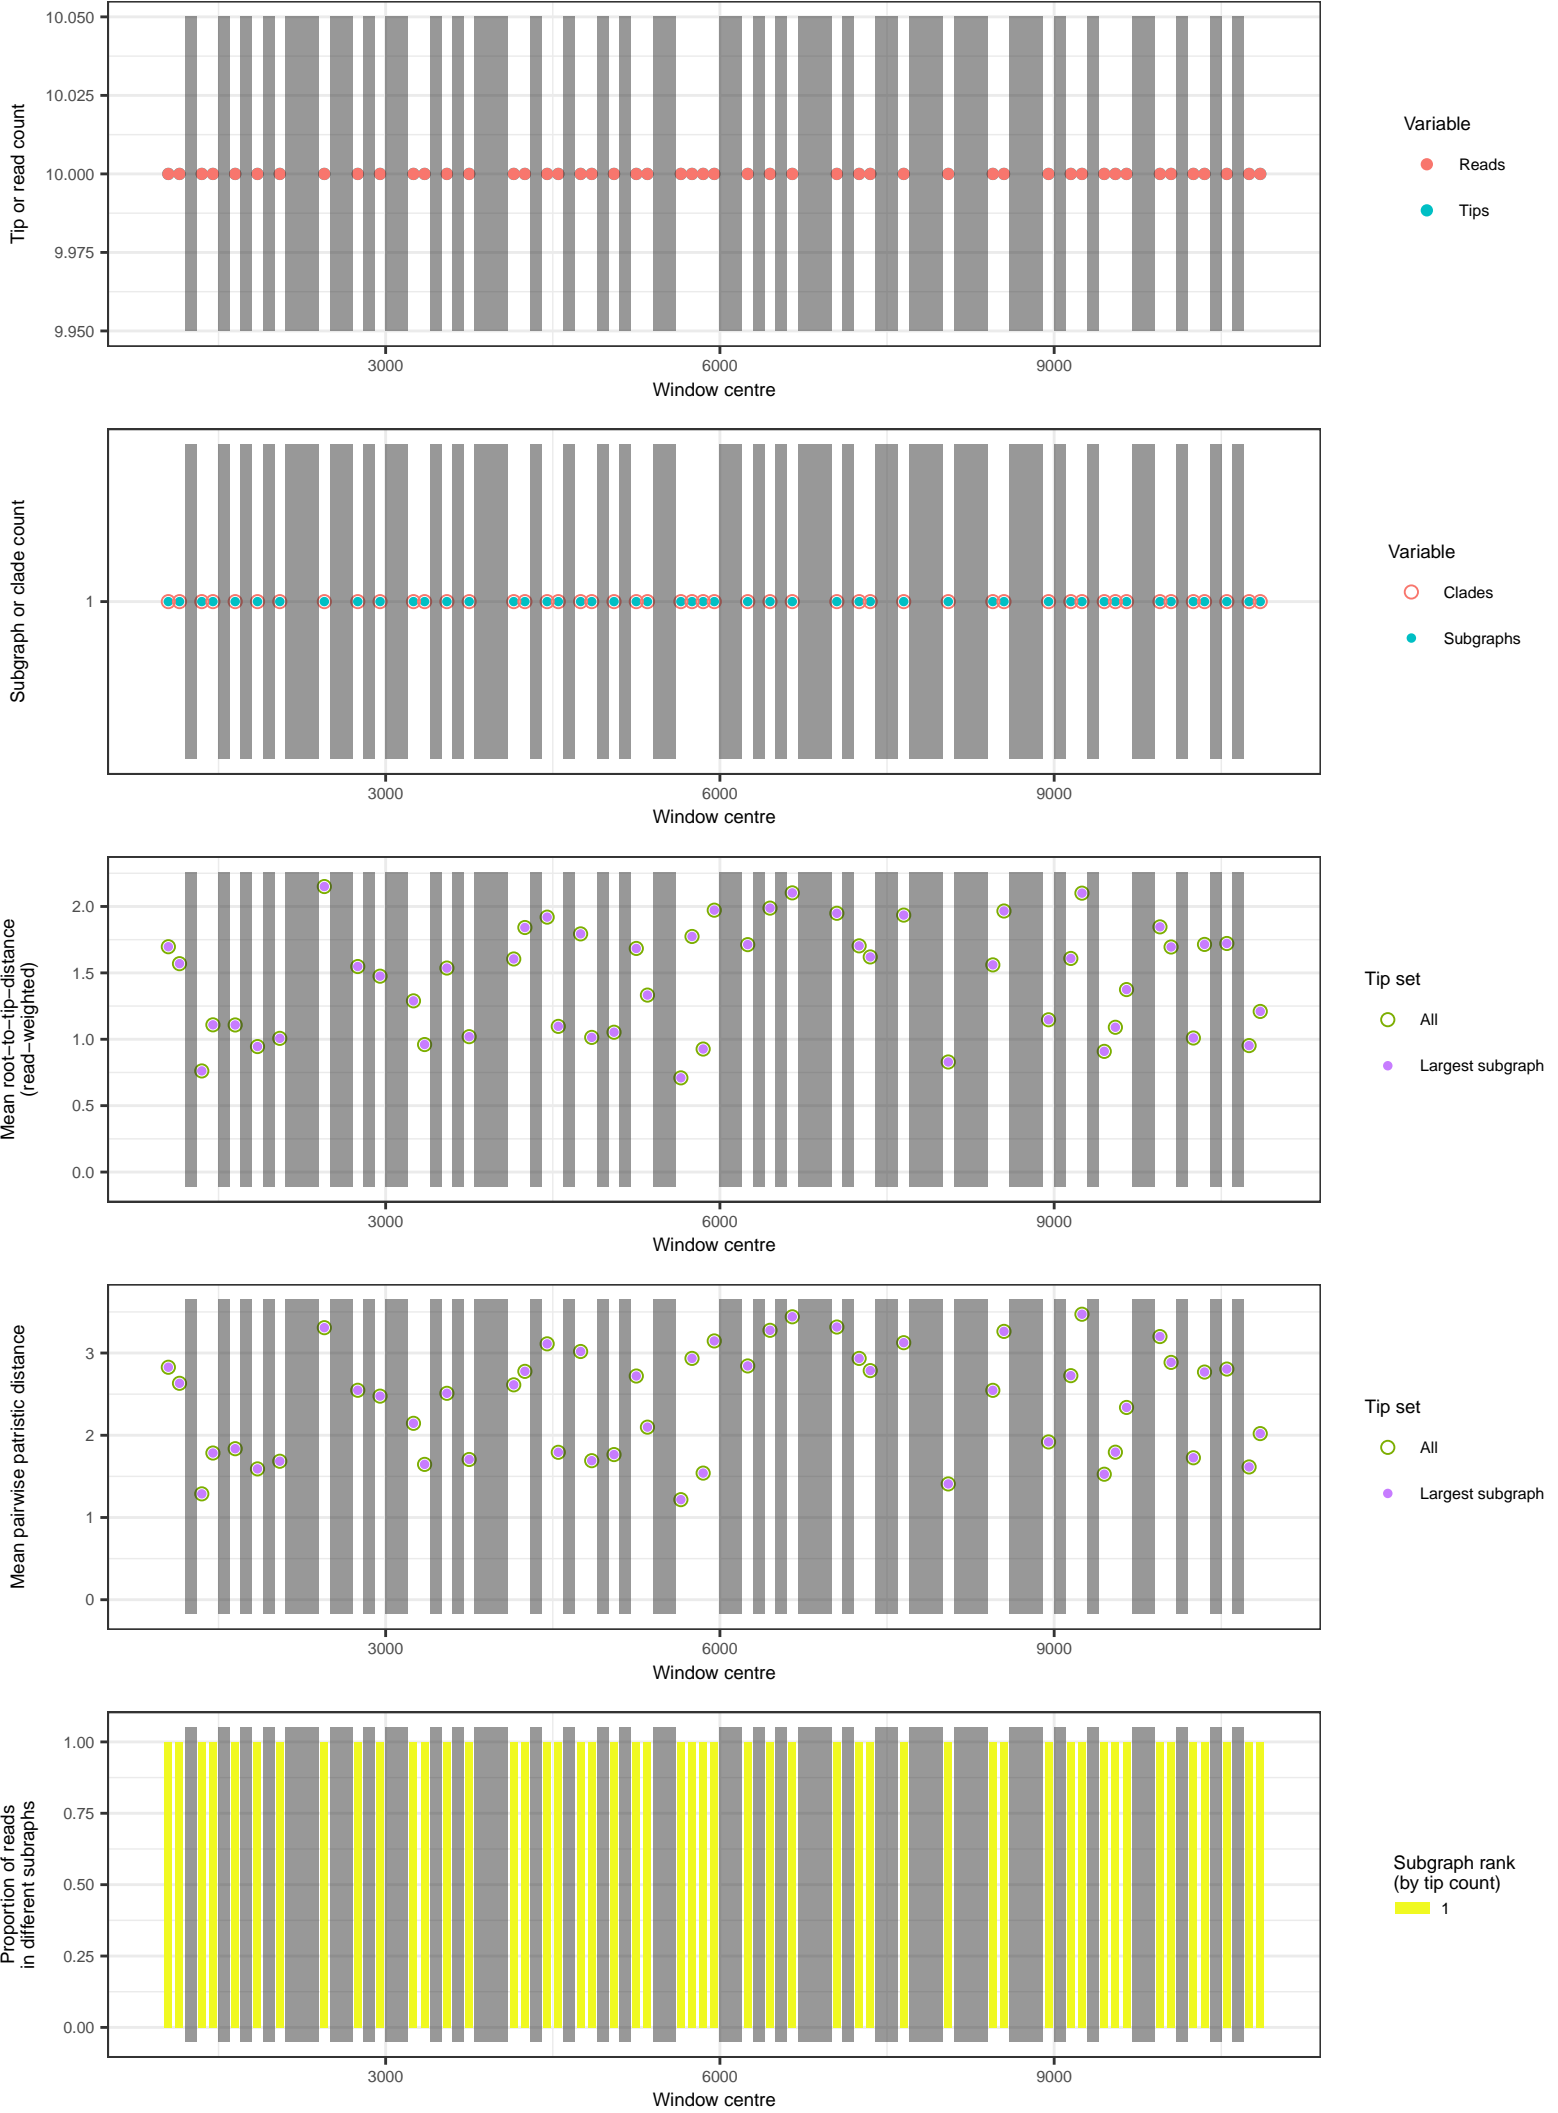 Tip or read count
10.050
10.025
10.000
9.975
9.950
3000
6000
9000
Window centre
Variable
Reads
Tips
Subgraph or clade count
1
3000
6000
9000
Window centre
Variable
Clades
Subgraphs
Mean root−to−tip−distance
(read−weighted)
2.0
1.5
1.0
0.5
0.0
3000
6000
9000
Window centre
Tip set
All
Largest subgraph
Mean pairwise patristic distance
3
2
1
0
3000
6000
9000
Window centre
Tip set
All
Largest subgraph
Proportion of reads
in different subraphs
1.00
0.75
0.50
0.25
0.00
3000
6000
9000
Window centre
Subgraph rank
(by tip count)
1